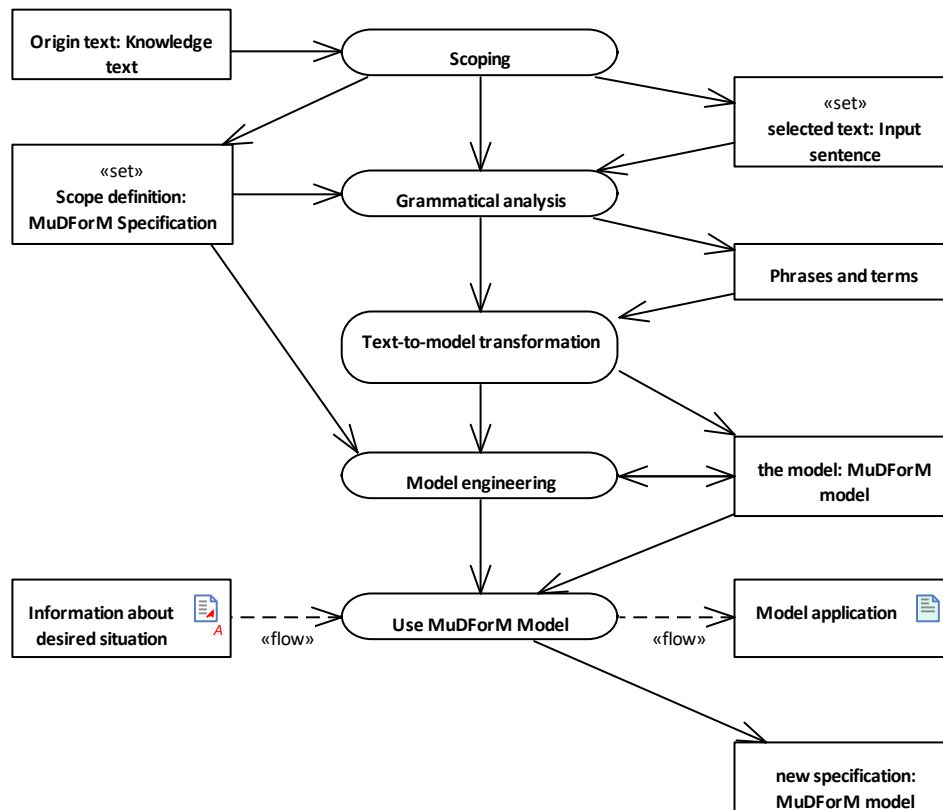 Origin text: Knowledge
text
Scoping
«set»
selected text: Input
sentence
«set»
Scope definition:
MuDForM Specification
Grammatical analysis
Phrases and terms
Text-to-model transformation
Model engineering
the model: MuDForM
model
Information about
desired situation
A
«flow»
Use MuDForM Model
«flow»
Model application
new specification:
MuDForM model